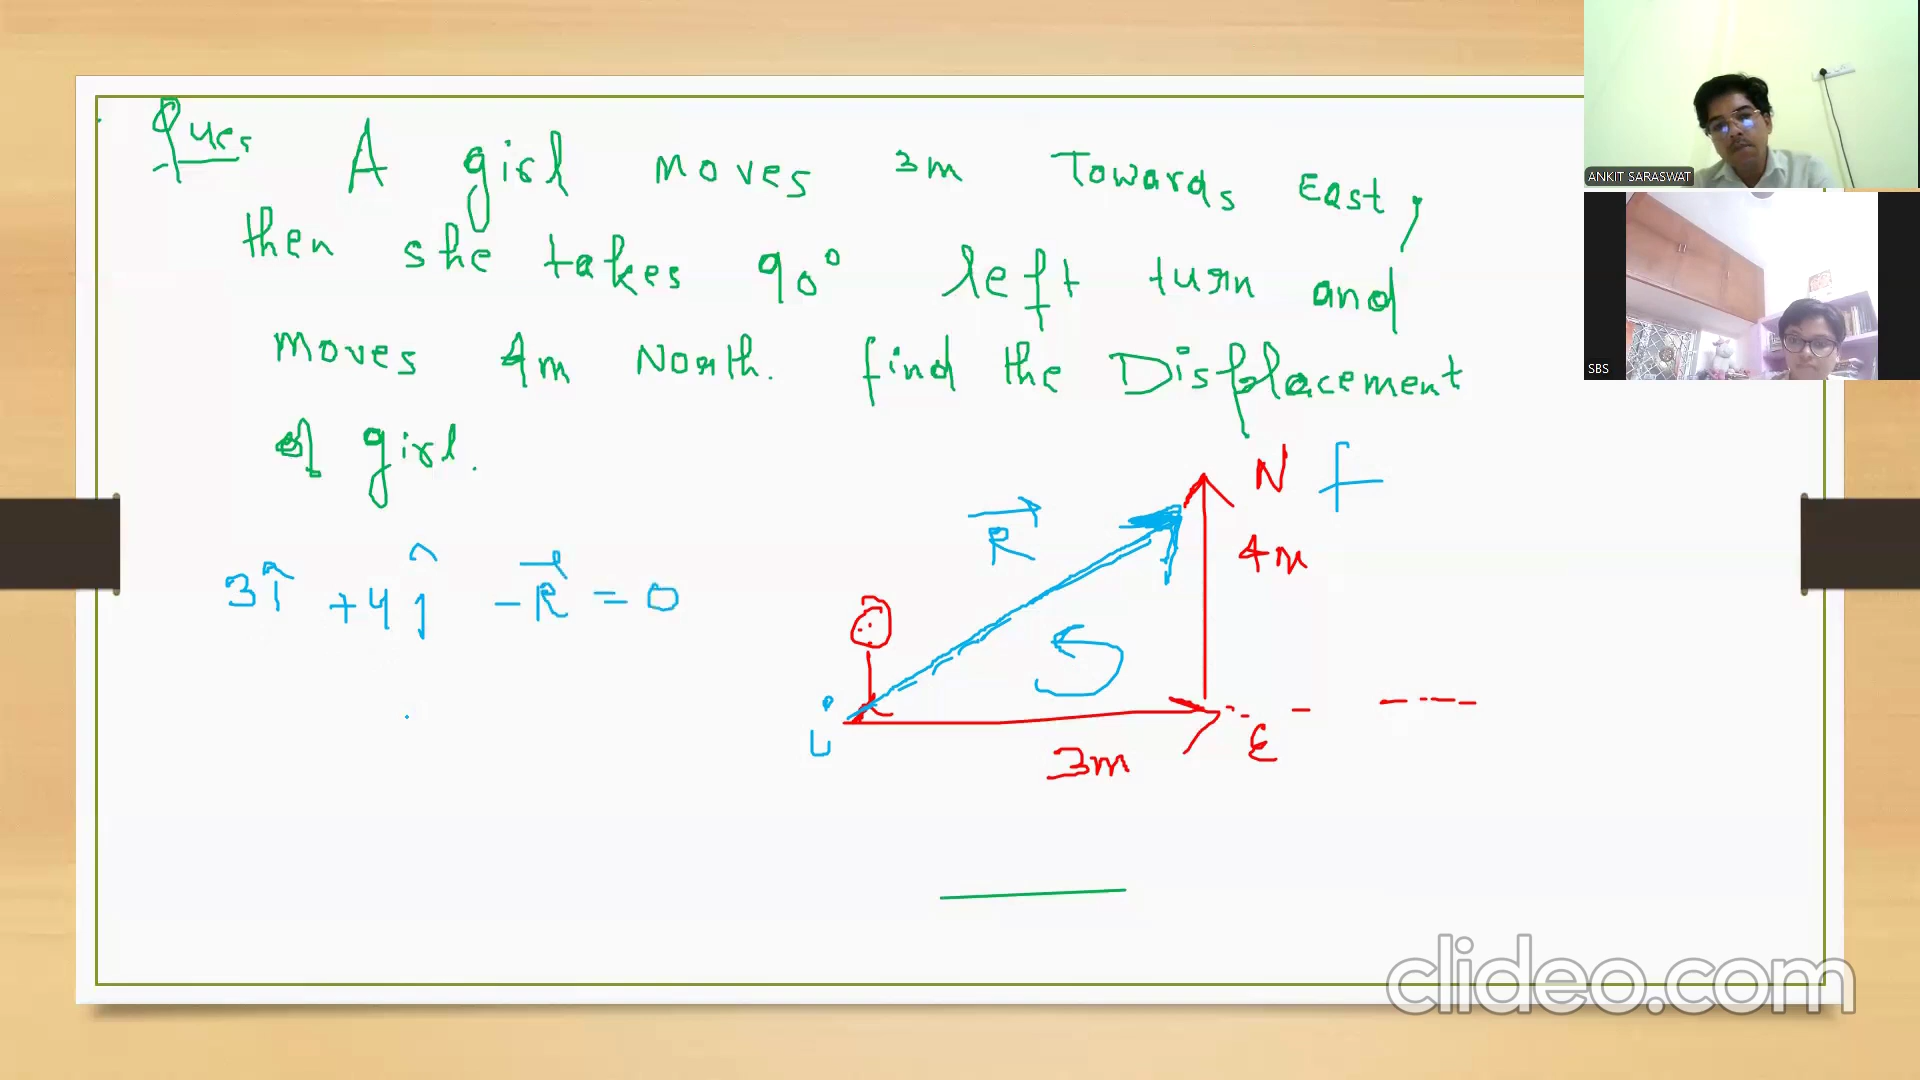 Ques A girl moves 3m Towards East,
then she takes 90° left turn and
moves 4m North. find the Displacement
of girl.
N f
R⃗
4m
3î + 4ĵ - R⃗ = 0
E
3m
ANKIT SARASWAT
SBS
clideo.com